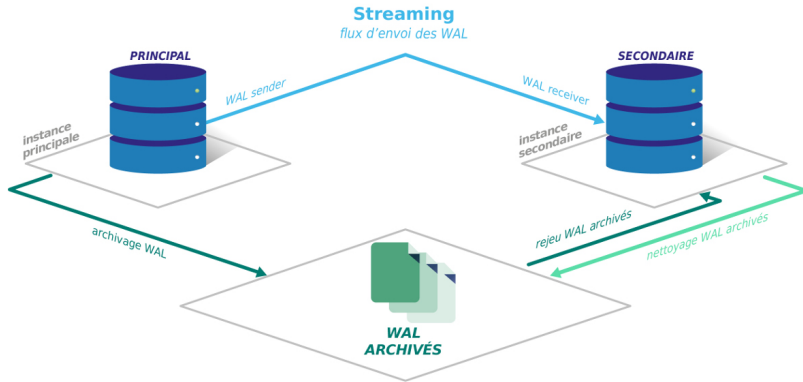 Streaming
flux d’envoi des WAL
PRINCIPAL
SECONDAIRE
WAL sender
WAL receiver
instance
principale
instance
secondaire
archivage WAL
rejeu WAL archivés
nettoyage WAL archivés
WAL
ARCHIVÉS